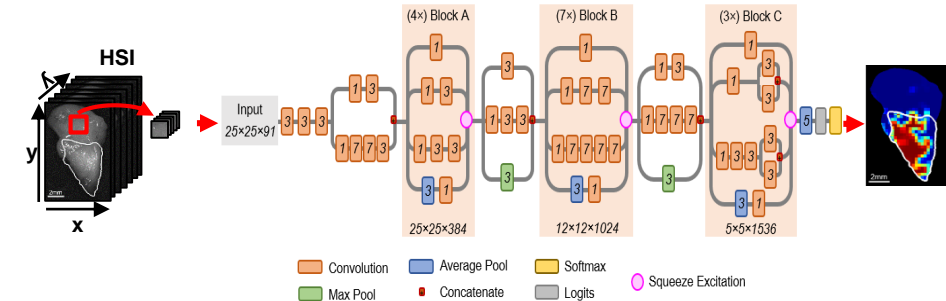 HSI
λ
y
x
2mm
Input
25×25×91
3 3 3
1 3
1 7 7 3
(4×) Block A
1
1 3
1 3 3
3 1
25×25×384
3
1 3 3
3
(7×) Block B
1
1 7 7
1 7 7 7
3 1
12×12×1024
1 3
1 7 7 7
3
(3×) Block C
1
1 3 3
1 3 3 3 3
3 1
5×5×1536
5
2mm
Convolution
Average Pool
Softmax
Squeeze Excitation
Max Pool
Concatenate
Logits